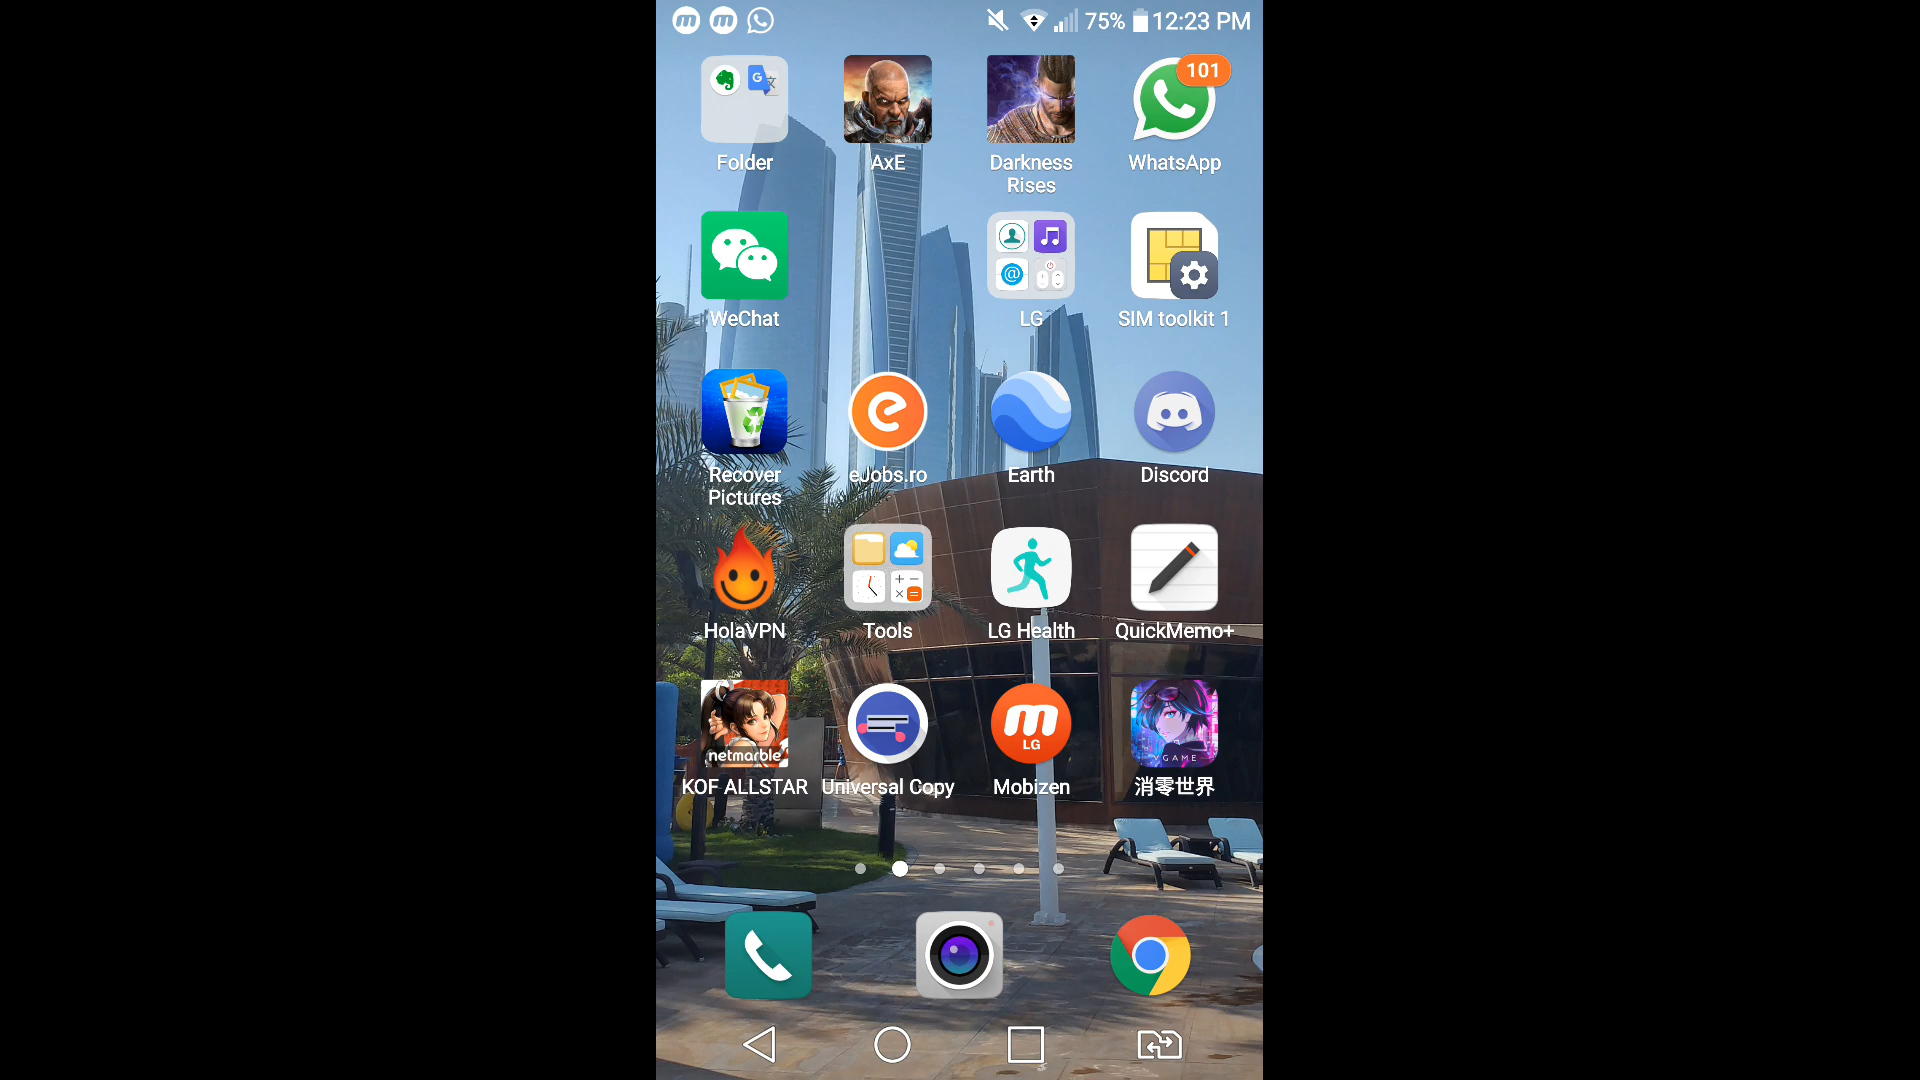 75% 12:23 PM
101
Folder
AxE
Darkness
Rises
WhatsApp
WeChat
LG
SIM toolkit 1
Recover
Pictures
eJobs.ro
Earth
Discord
HolaVPN
Tools
LG Health
QuickMemo+
netmarble
LG
VGAME
KOF ALLSTAR
Universal Copy
Mobizen
消零世界